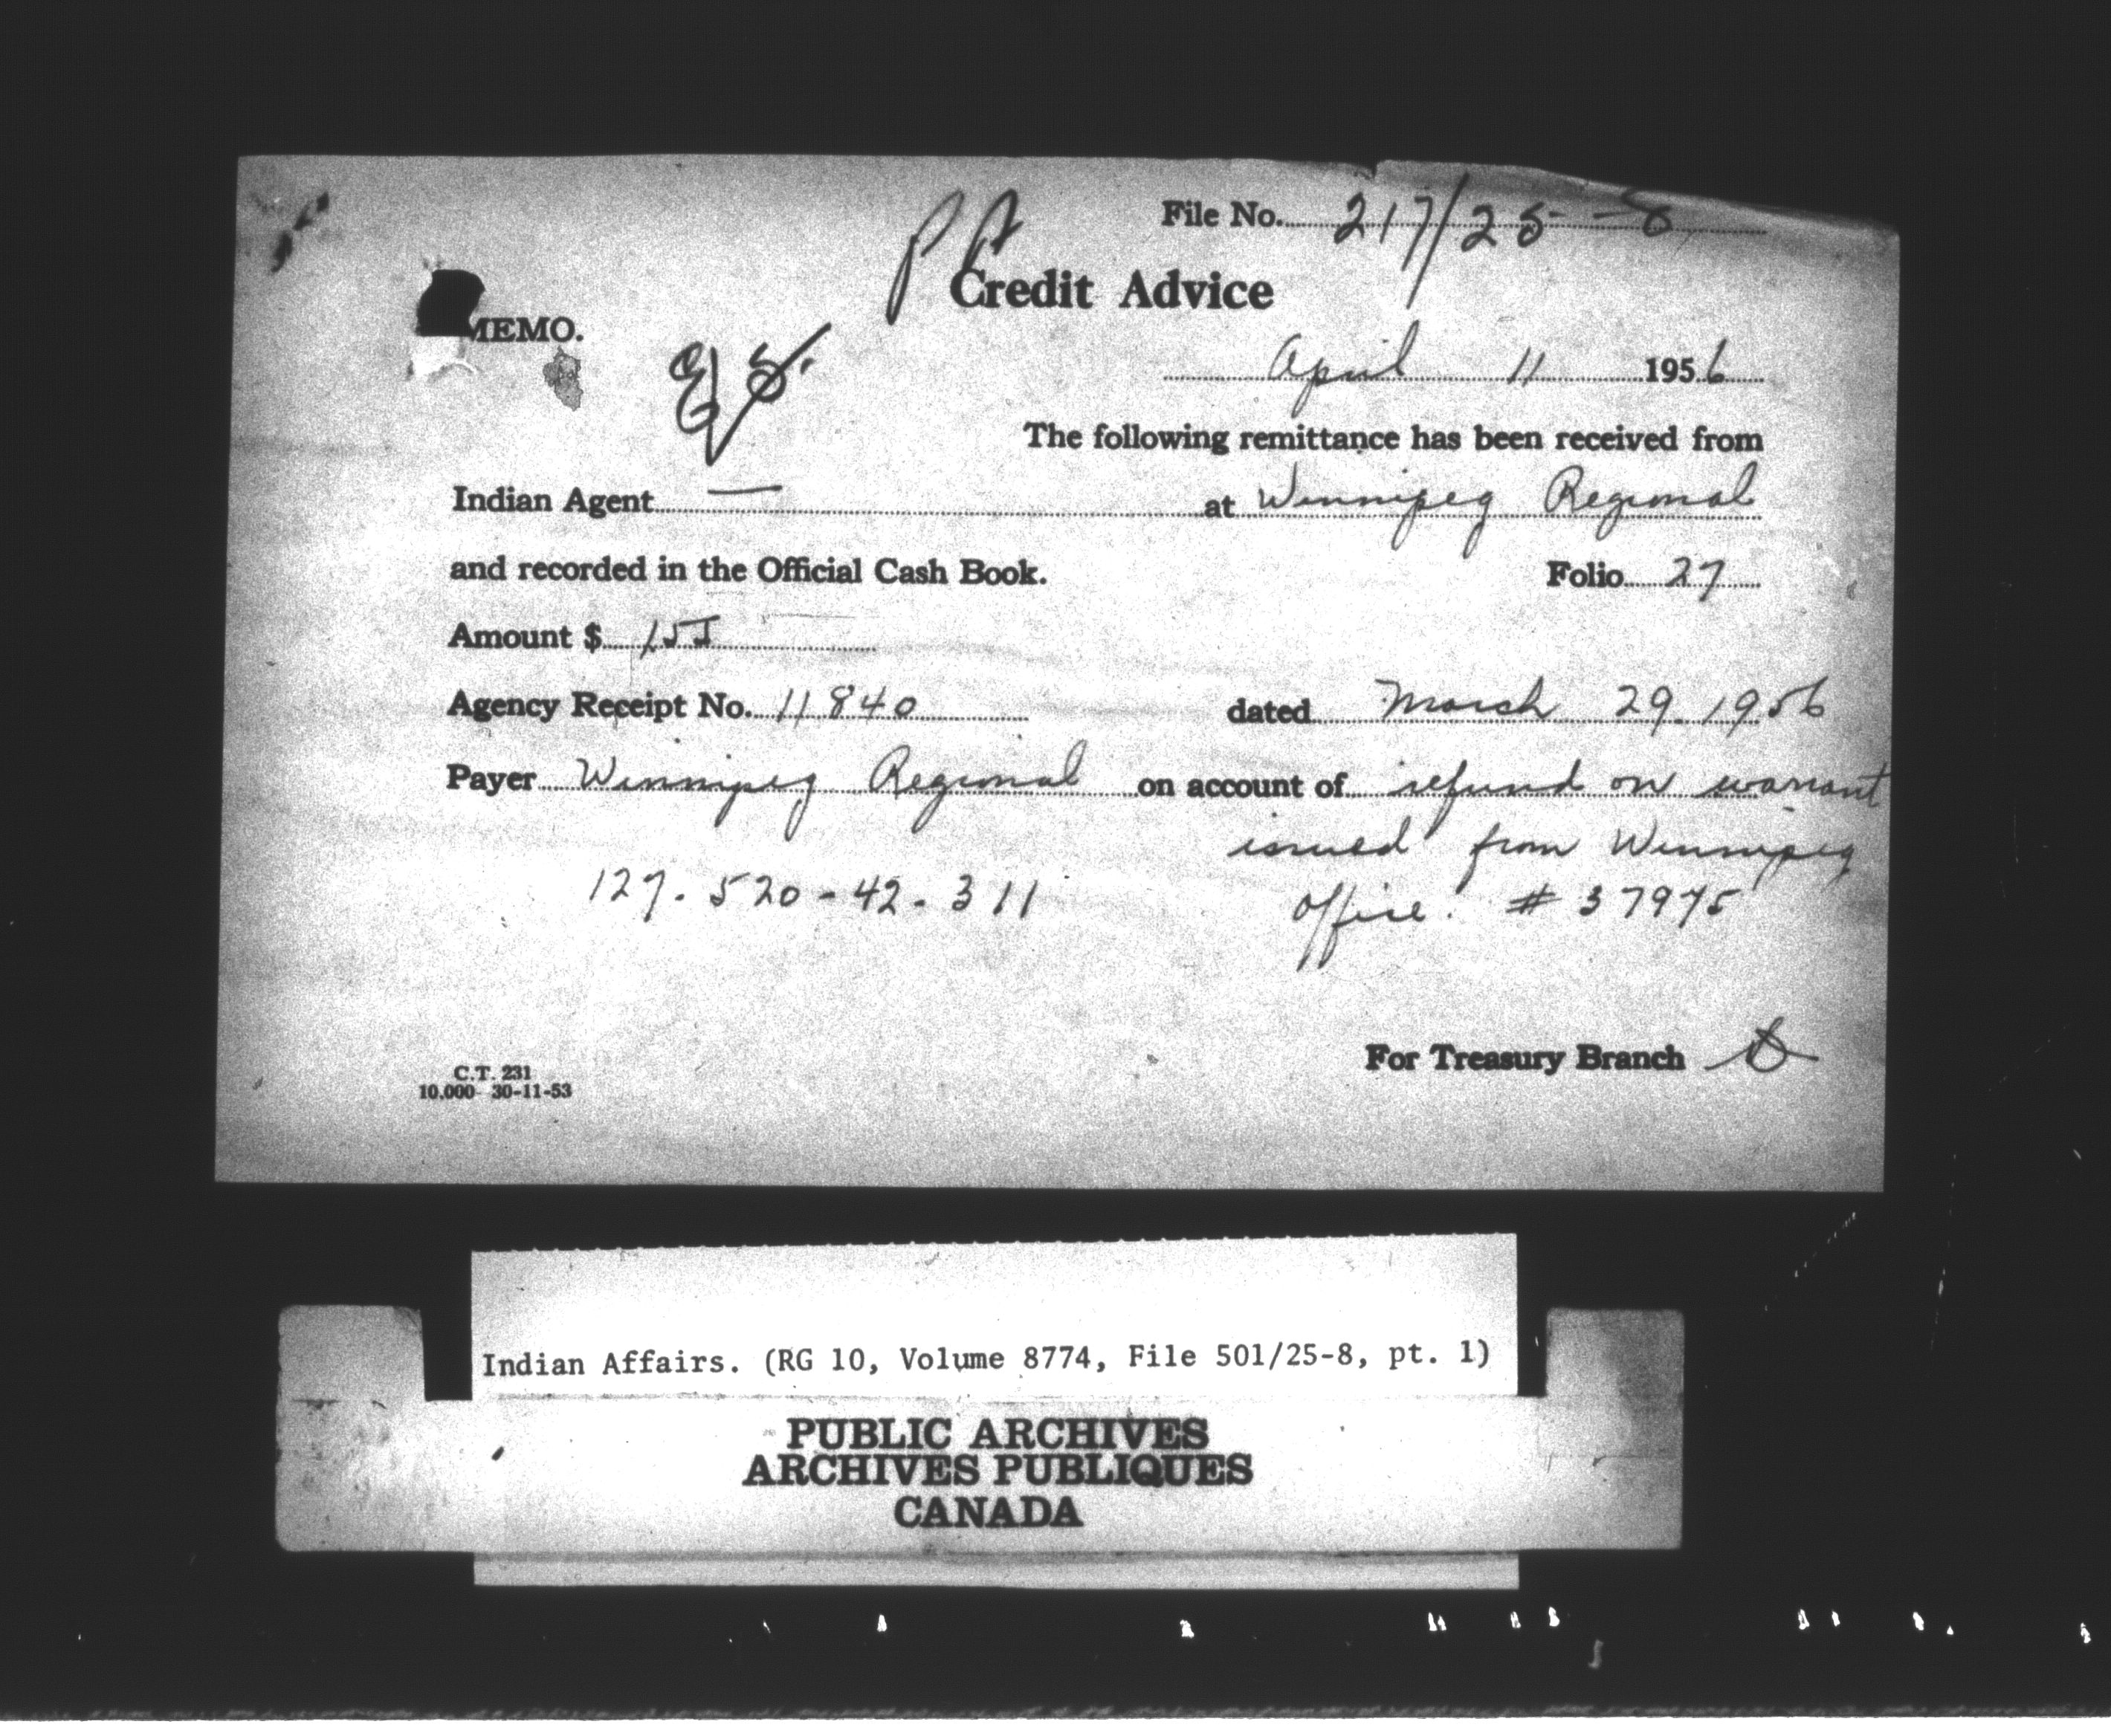 P A
File No. 217/25-8
Credit Advice
MEMO.
April 11 1956
The following remittance has been received from
Indian Agent — at Winnipeg Regional
and recorded in the Official Cash Book. Folio 27
Amount $
Agency Receipt No. 11840 dated March 29. 1956
Payer Winnipeg Regional on account of refund on warrant
issued from Winnipeg
127. 520-42. 311 office. # 37975
For Treasury Branch
C.T. 231
10,000 30-11-53
Indian Affairs. (RG 10, Volume 8774, File 501/25-8, pt. 1)
PUBLIC ARCHIVES
ARCHIVES PUBLIQUES
CANADA